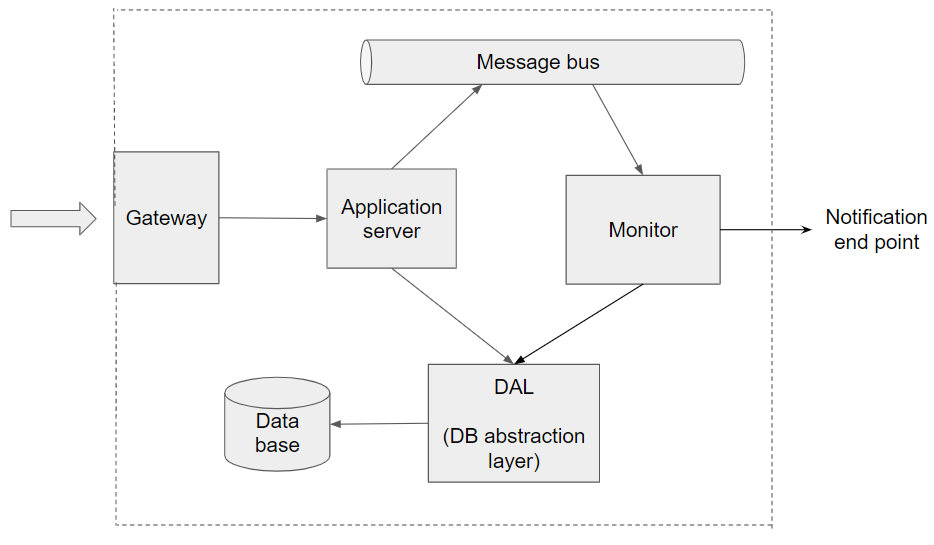 Message bus
Gateway
Application
server
Monitor
Notification
end point
DAL
(DB abstraction
layer)
Data
base